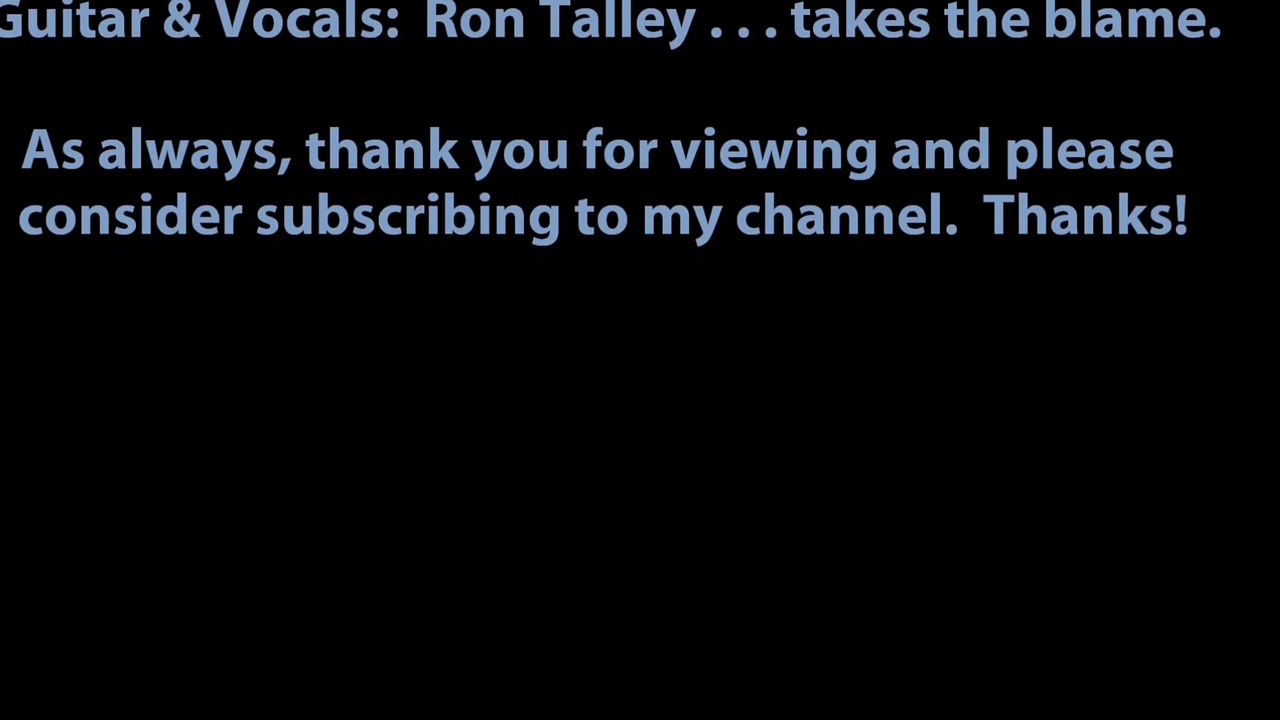 Guitar & Vocals:  Ron Talley . . . takes the blame.
As always, thank you for viewing and please
consider subscribing to my channel.  Thanks!